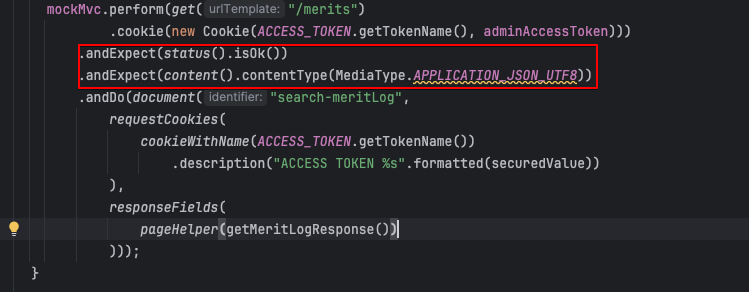 mockMvc.perform(get( urlTemplate: "/merits")
.cookie(new Cookie(ACCESS_TOKEN.getTokenName(), adminAccessToken)))
.andExpect(status().isOk())
.andExpect(content().contentType(MediaType.APPLICATION_JSON_UTF8))
.andDo(document( identifier: "search-meritLog",
requestCookies(
cookieWithName(ACCESS_TOKEN.getTokenName())
.description("ACCESS TOKEN %s".formatted(securedValue))
),
responseFields(
pageHelper(getMeritLogResponse())
)));
}